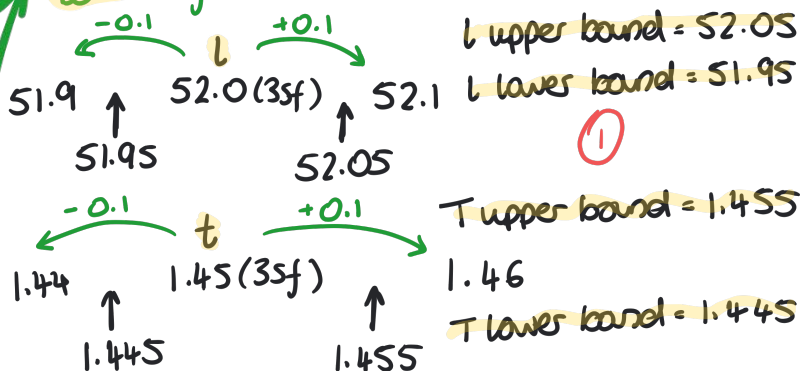 -0.1 l +0.1
51.9 52.0(3sf) 52.1
51.95 52.05
l upper bound = 52.05
l lower bound = 51.95
1
-0.1 t +0.1
1.44 1.45(3sf) 1.46
1.445 1.455
T upper bound = 1.455
T lower bound = 1.445